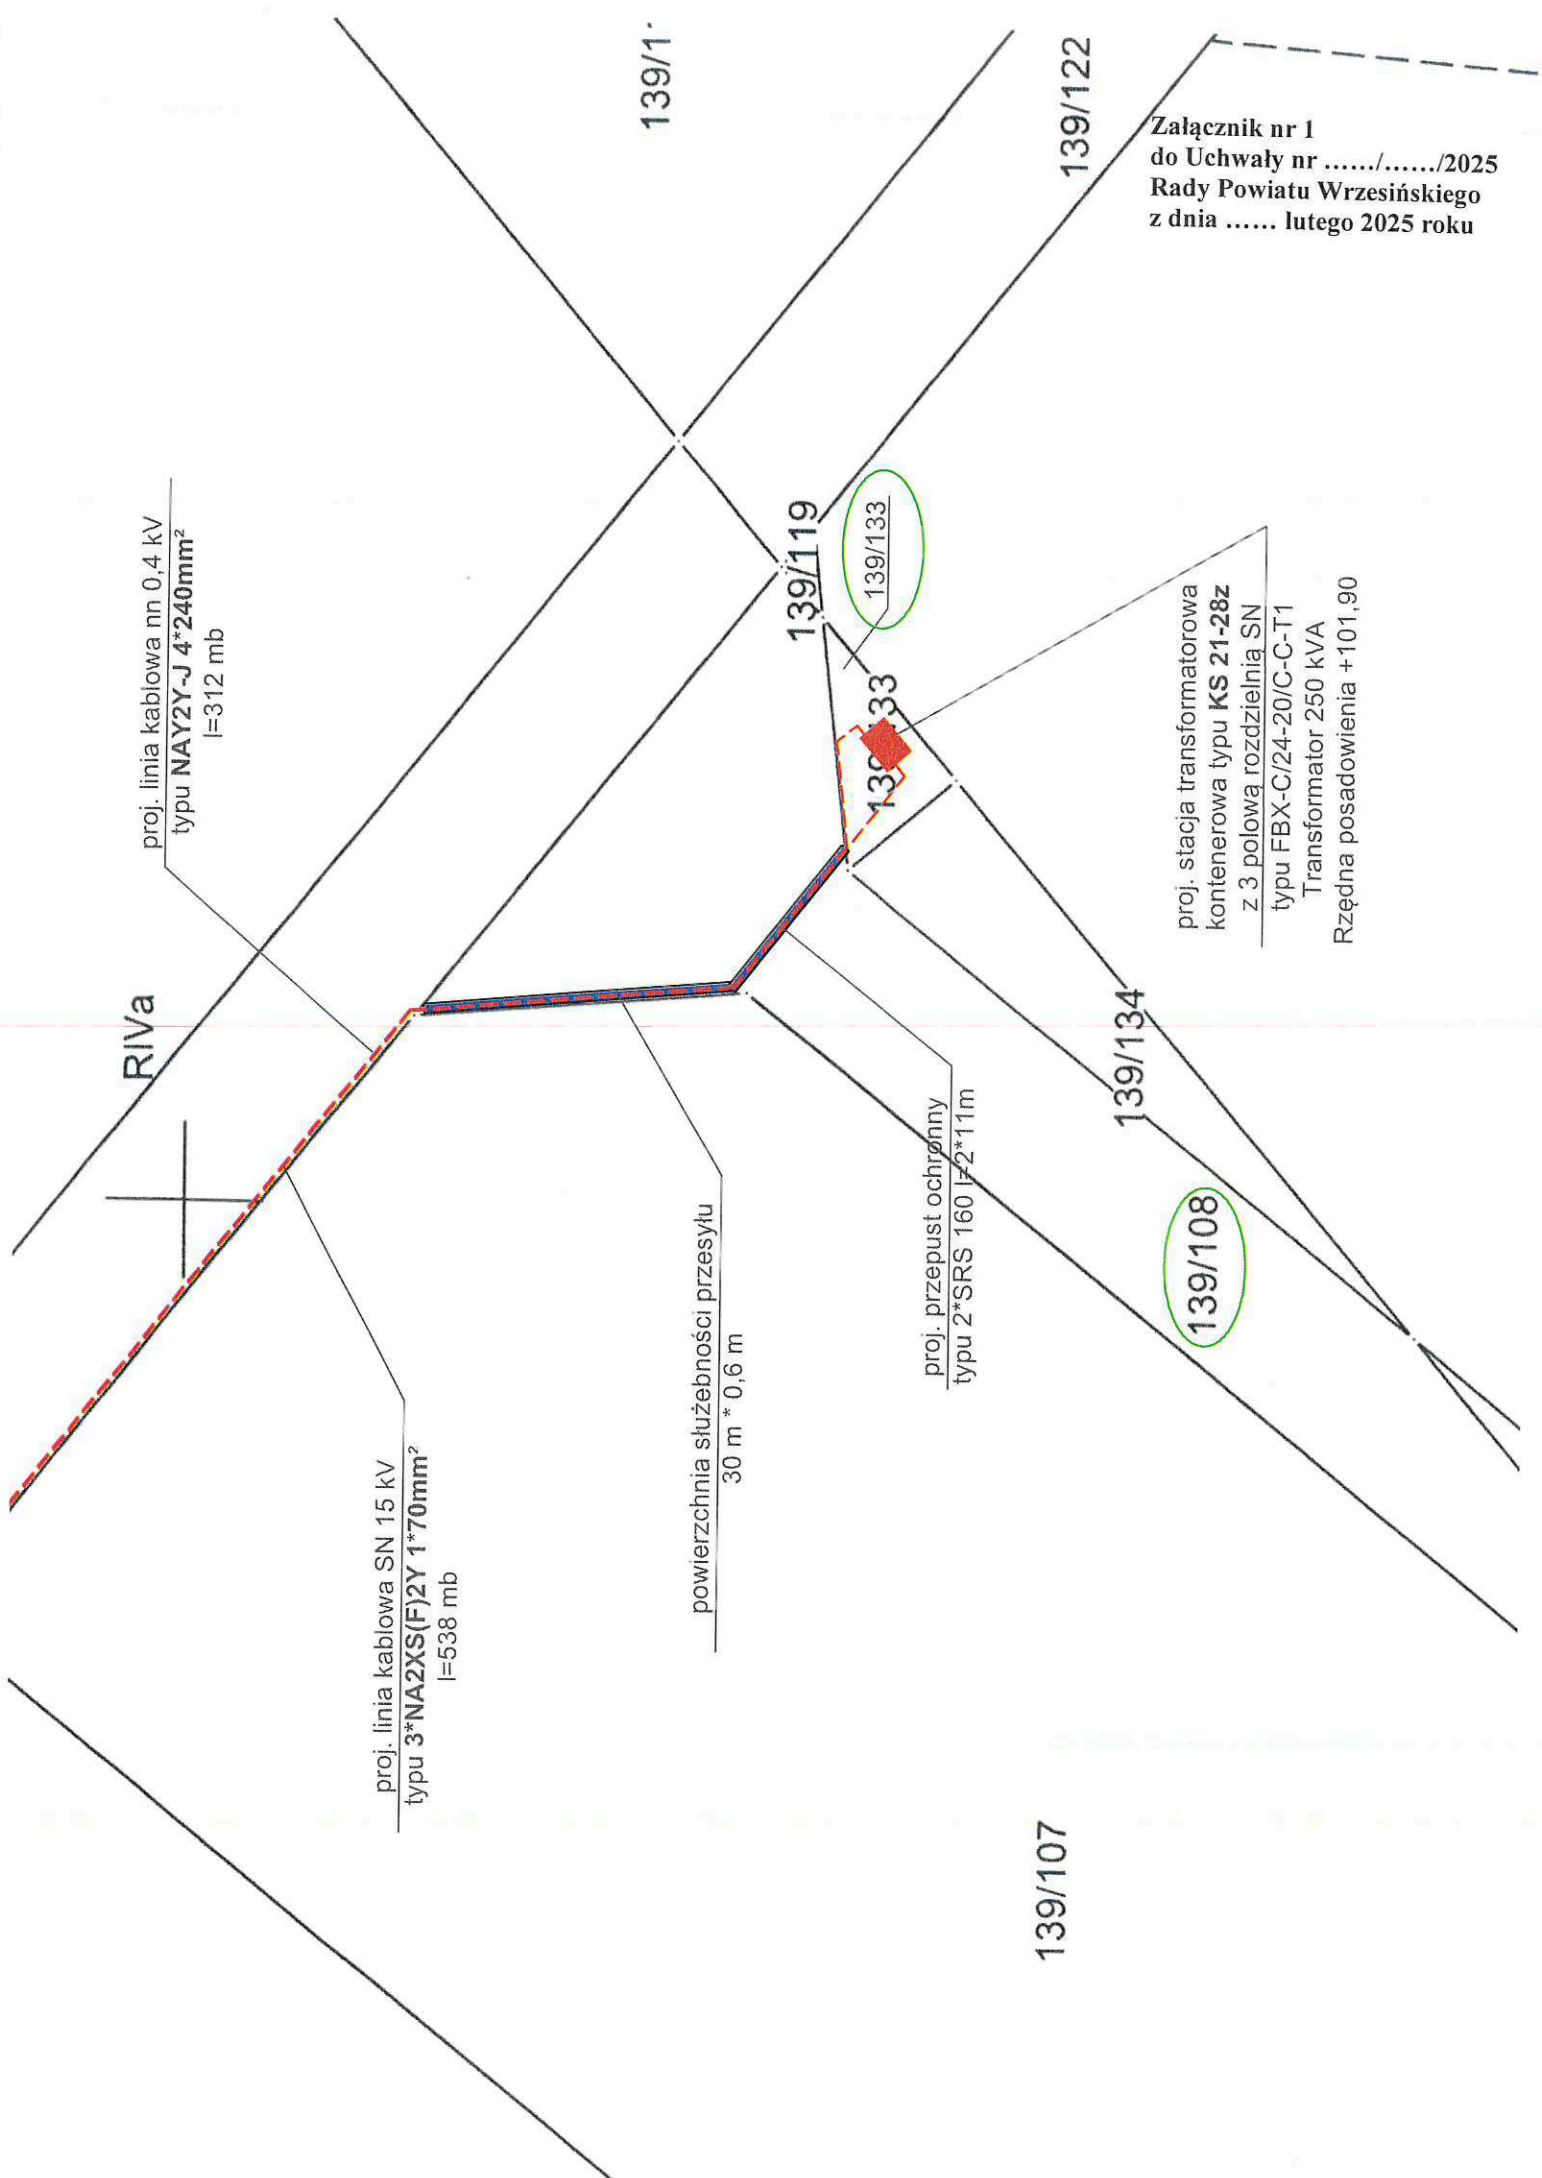 Załącznik nr 1
do Uchwały nr ....../....../2025
Rady Powiatu Wrzesińskiego
z dnia ...... lutego 2025 roku
139/1
139/122
proj. linia kablowa nn 0,4 kV
typu NAY2Y-J 4*240mm²
l=312 mb
RIVa
139/119
139/133
139/133
proj. stacja transformatorowa
kontenerowa typu KS 21-28z
z 3 polową rozdzielnią SN
typu FBX-C/24-20/C-C-T1
Transformator 250 kVA
Rzędna posadowienia +101,90
139/134
139/108
proj. przepust ochronny
typu 2*SRS 160 l=2*11m
powierzchnia służebności przesyłu
30 m * 0,6 m
proj. linia kablowa SN 15 kV
typu 3*NA2XS(F)2Y 1*70mm²
l=538 mb
139/107